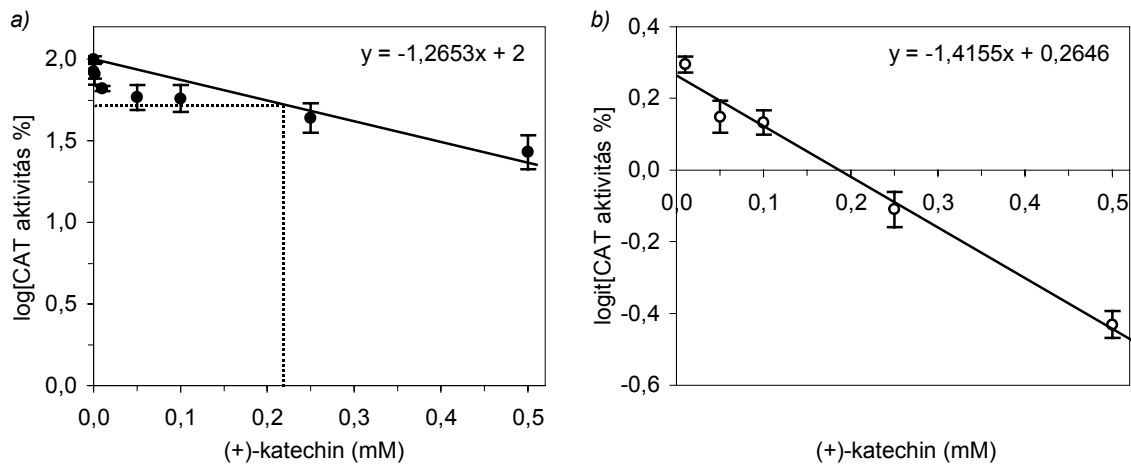 a)
y = -1,2653x + 2
log[CAT aktivitás %]
2,0
1,5
1,0
0,5
0,0
0,0 0,1 0,2 0,3 0,4 0,5
(+)-katechin (mM)
b)
y = -1,4155x + 0,2646
logit[CAT aktivitás %]
0,4
0,2
0,0
-0,2
-0,4
-0,6
0,0 0,1 0,2 0,3 0,4 0,5
(+)-katechin (mM)